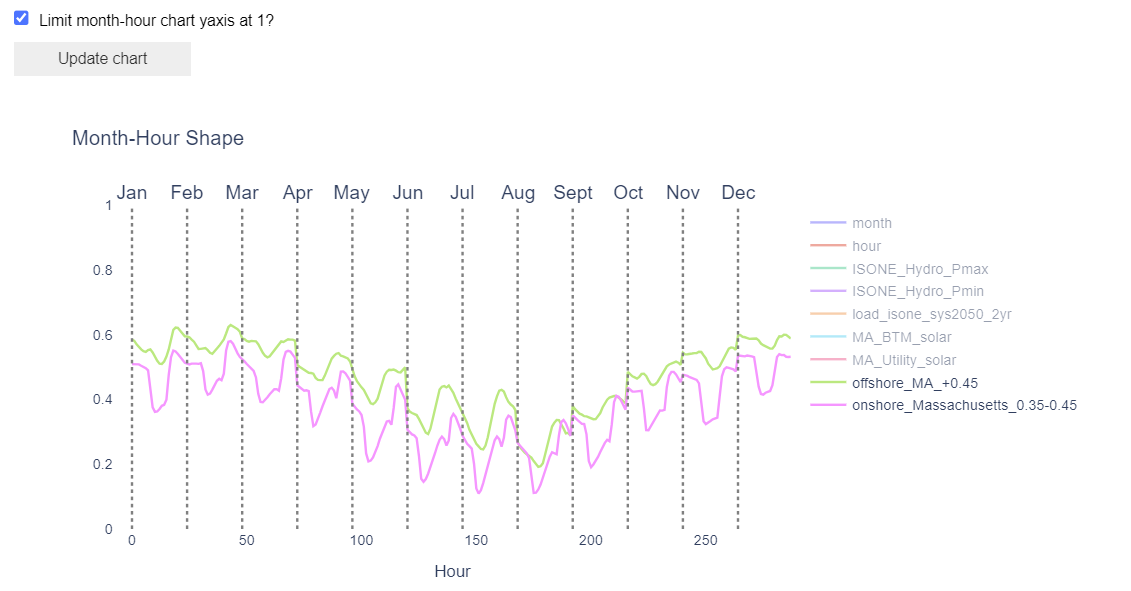 Limit month-hour chart yaxis at 1?
Update chart
Month-Hour Shape
Jan Feb Mar Apr May Jun Jul Aug Sept Oct Nov Dec
1
0.8
0.6
0.4
0.2
0
0 50 100 150 200 250
Hour
month
hour
ISONE_Hydro_Pmax
ISONE_Hydro_Pmin
load_isone_sys2050_2yr
MA_BTM_solar
MA_Utility_solar
offshore_MA_+0.45
onshore_Massachusetts_0.35-0.45